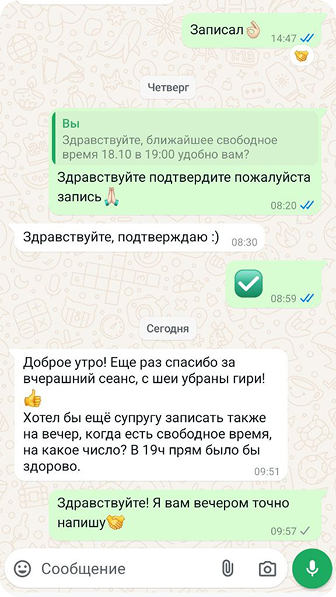 Записал👌🏻
14:47
🤝
Четверг
Вы
Здравствуйте, ближайшее свободное
время 18.10 в 19:00 удобно вам?
Здравствуйте подтвердите пожалуйста
запись🙏🏻
08:20
Здравствуйте, подтверждаю :)
08:30
✅
08:59
Сегодня
Доброе утро! Еще раз спасибо за
вчерашний сеанс, с шеи убраны гири!
👍
Хотел бы ещё супругу записать также
на вечер, когда есть свободное время,
на какое число? В 19ч прям было бы
здорово.
09:51
Здравствуйте! Я вам вечером точно
напишу🤝
09:57
Сообщение